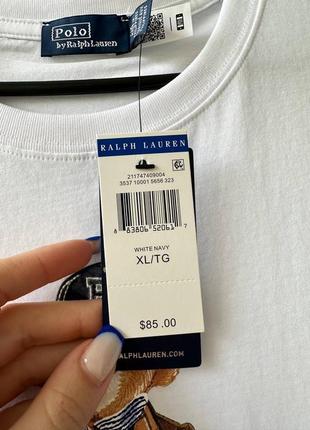 Polo
by Ralph Lauren
RALPH LAUREN
211747409004
3537 10001 5656 323
8 83806 52061 7
WHITE NAVY
XL/TG
$85.00
RALPHLAUREN.COM